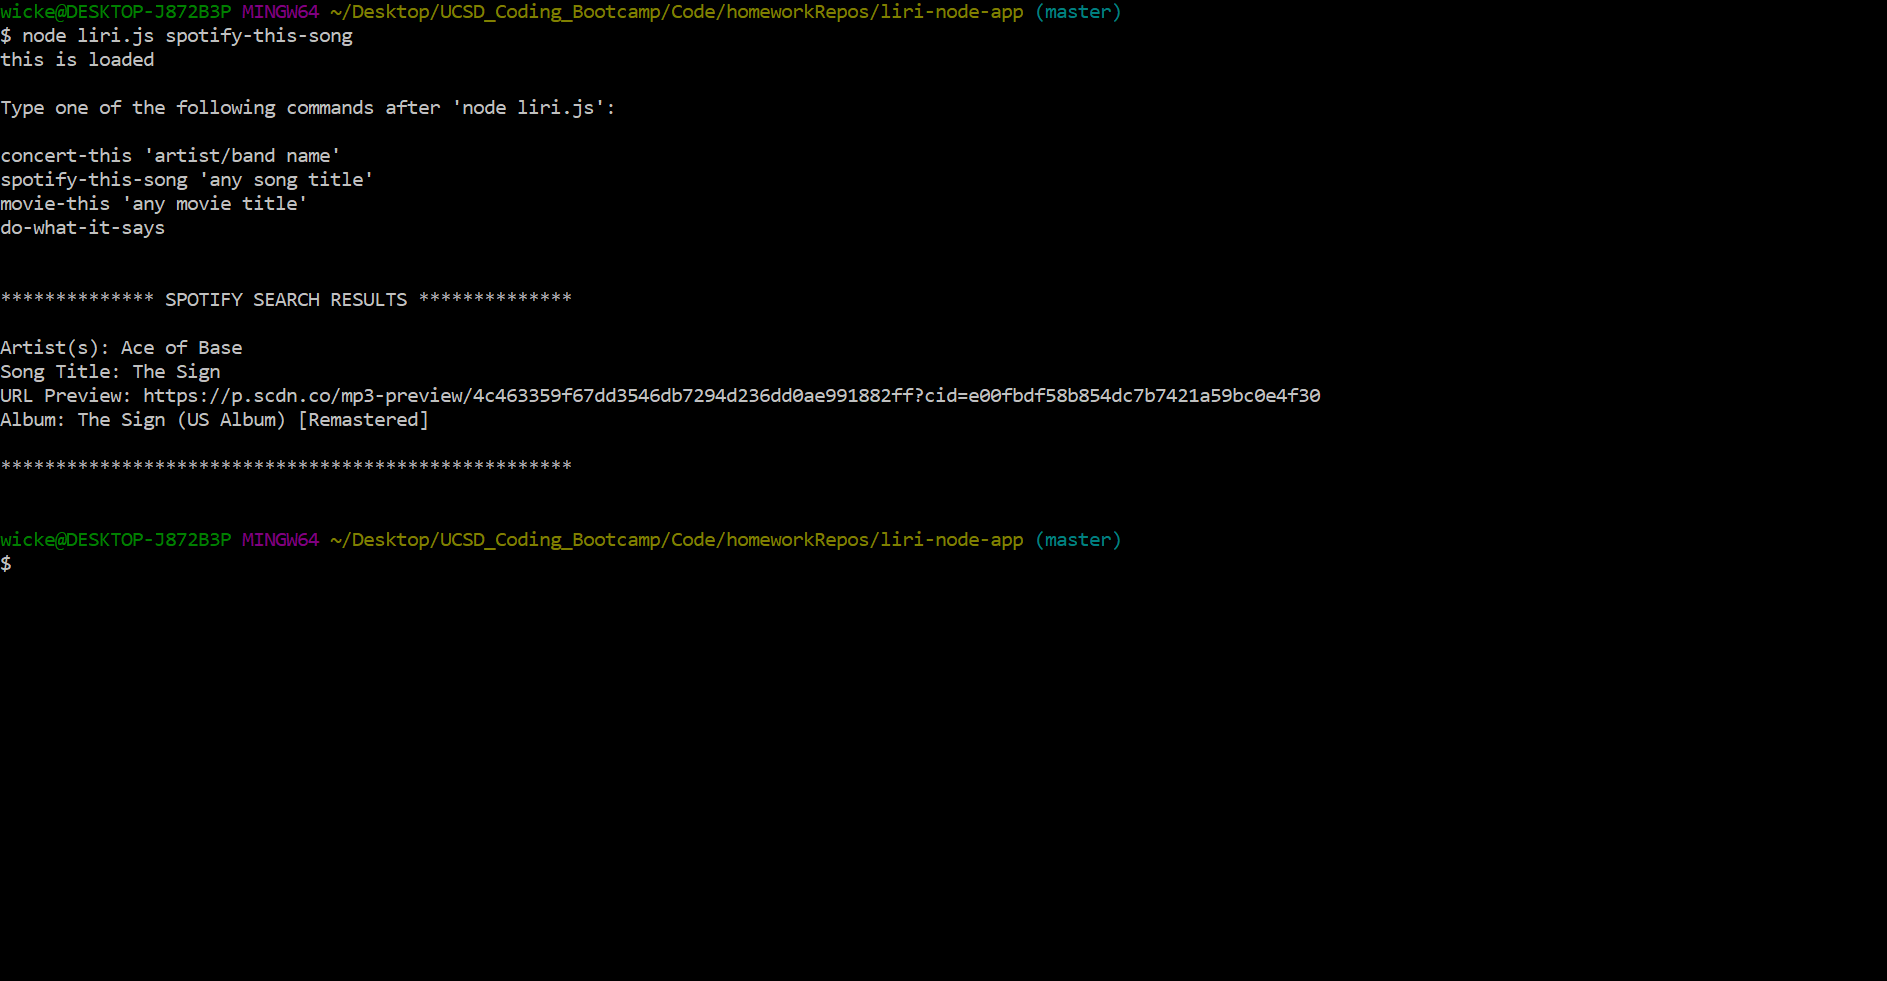 wicke@DESKTOP-J872B3P MINGW64 ~/Desktop/UCSD_Coding_Bootcamp/Code/homeworkRepos/liri-node-app (master)
$ node liri.js spotify-this-song
this is loaded
Type one of the following commands after 'node liri.js':
concert-this 'artist/band name'
spotify-this-song 'any song title'
movie-this 'any movie title'
do-what-it-says
************** SPOTIFY SEARCH RESULTS **************
Artist(s): Ace of Base
Song Title: The Sign
URL Preview: https://p.scdn.co/mp3-preview/4c463359f67dd3546db7294d236dd0ae991882ff?cid=e00fbdf58b854dc7b7421a59bc0e4f30
Album: The Sign (US Album) [Remastered]
****************************************************
wicke@DESKTOP-J872B3P MINGW64 ~/Desktop/UCSD_Coding_Bootcamp/Code/homeworkRepos/liri-node-app (master)
$